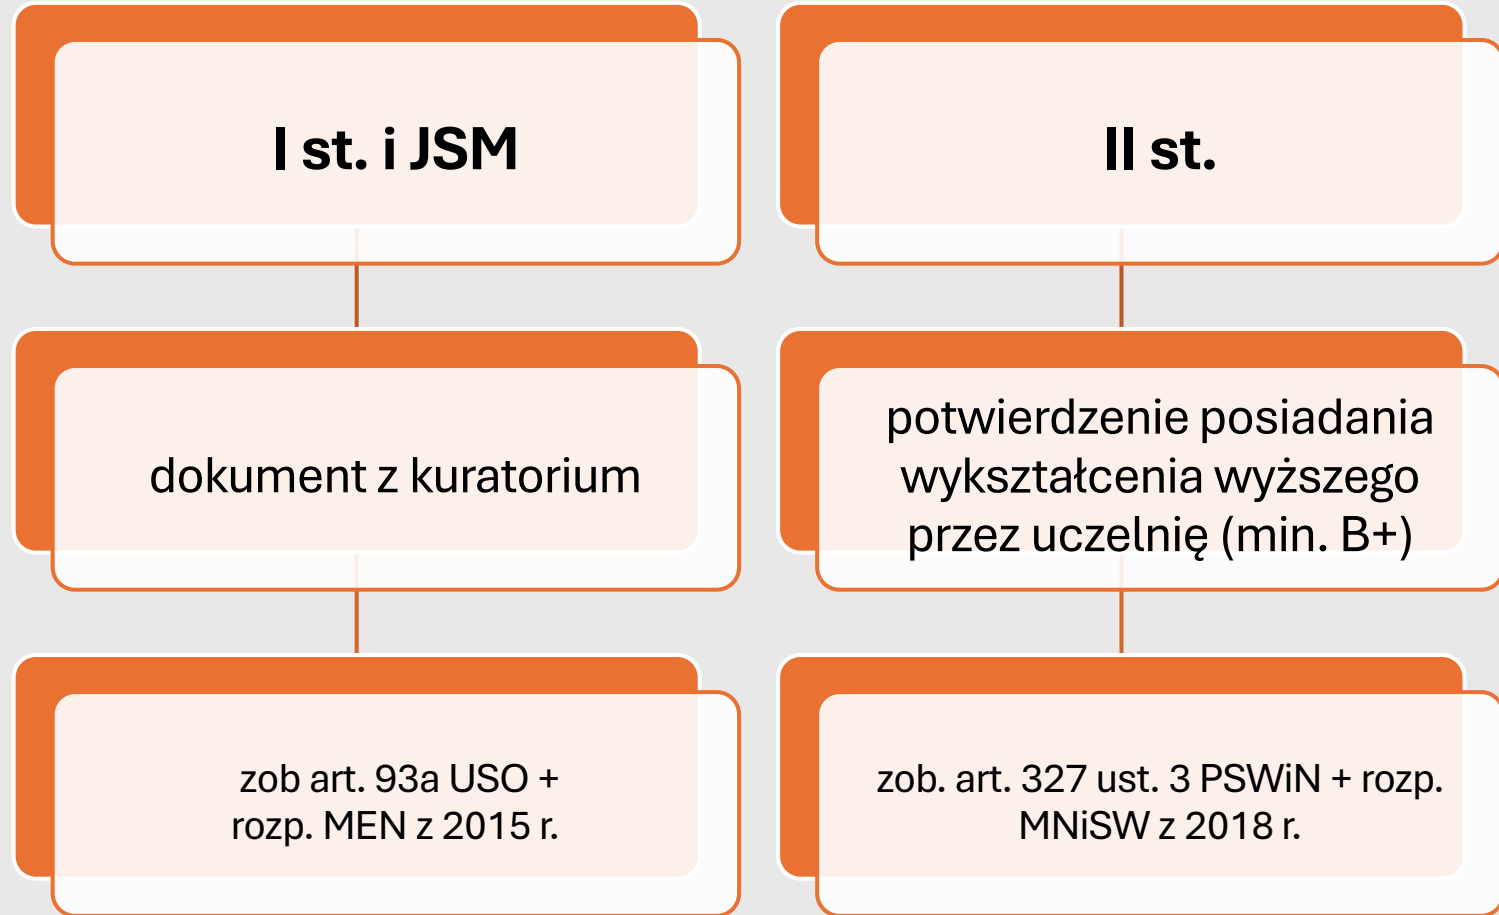 I st. i JSM
dokument z kuratorium
zob art. 93a USO +
rozp. MEN z 2015 r.
II st.
potwierdzenie posiadania
wykształcenia wyższego
przez uczelnię (min. B+)
zob. art. 327 ust. 3 PSWiN + rozp.
MNiSW z 2018 r.